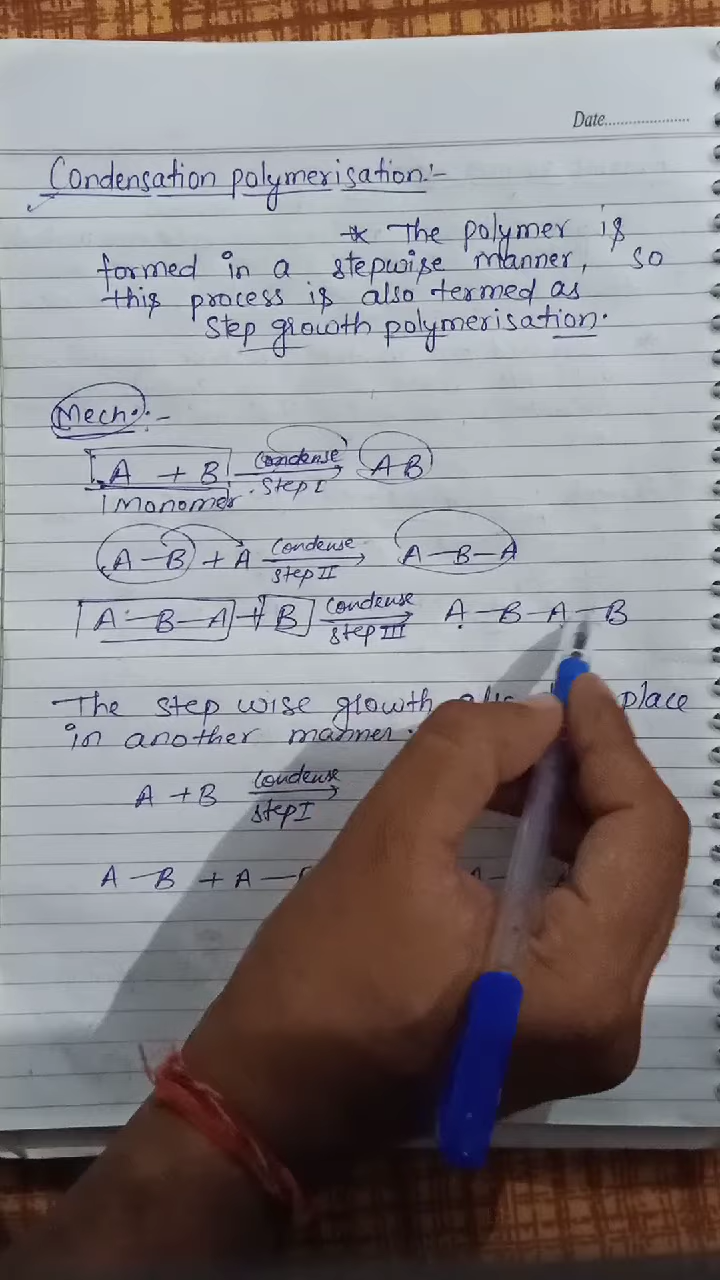 Date.....................
Condensation polymerisation:-
* The polymer is
formed in a stepwise manner, so
this process is also termed as
step growth polymerisation.
Mech:-
A + B Condense Step I AB
Monomer.
A-B + A Condense Step II A-B-A
A-B-A + B Condense Step III A-B-A-B
The step wise growth place
in another manner.
A + B Condense Step I
A-B + A- A-